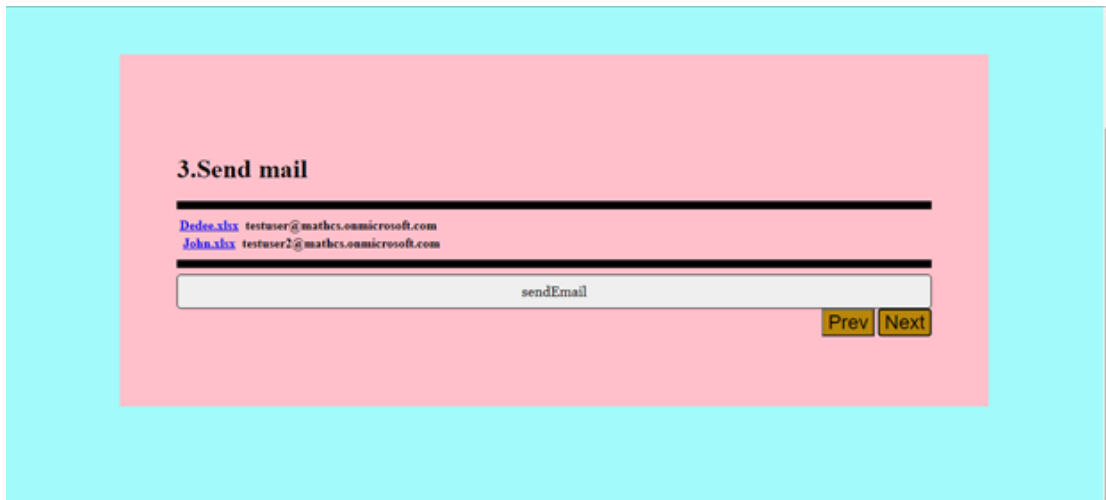 3.Send mail
Dedee.xlsx testuser@mathcs.onmicrosoft.com
John.xlsx testuser2@mathcs.onmicrosoft.com
sendEmail
Prev Next